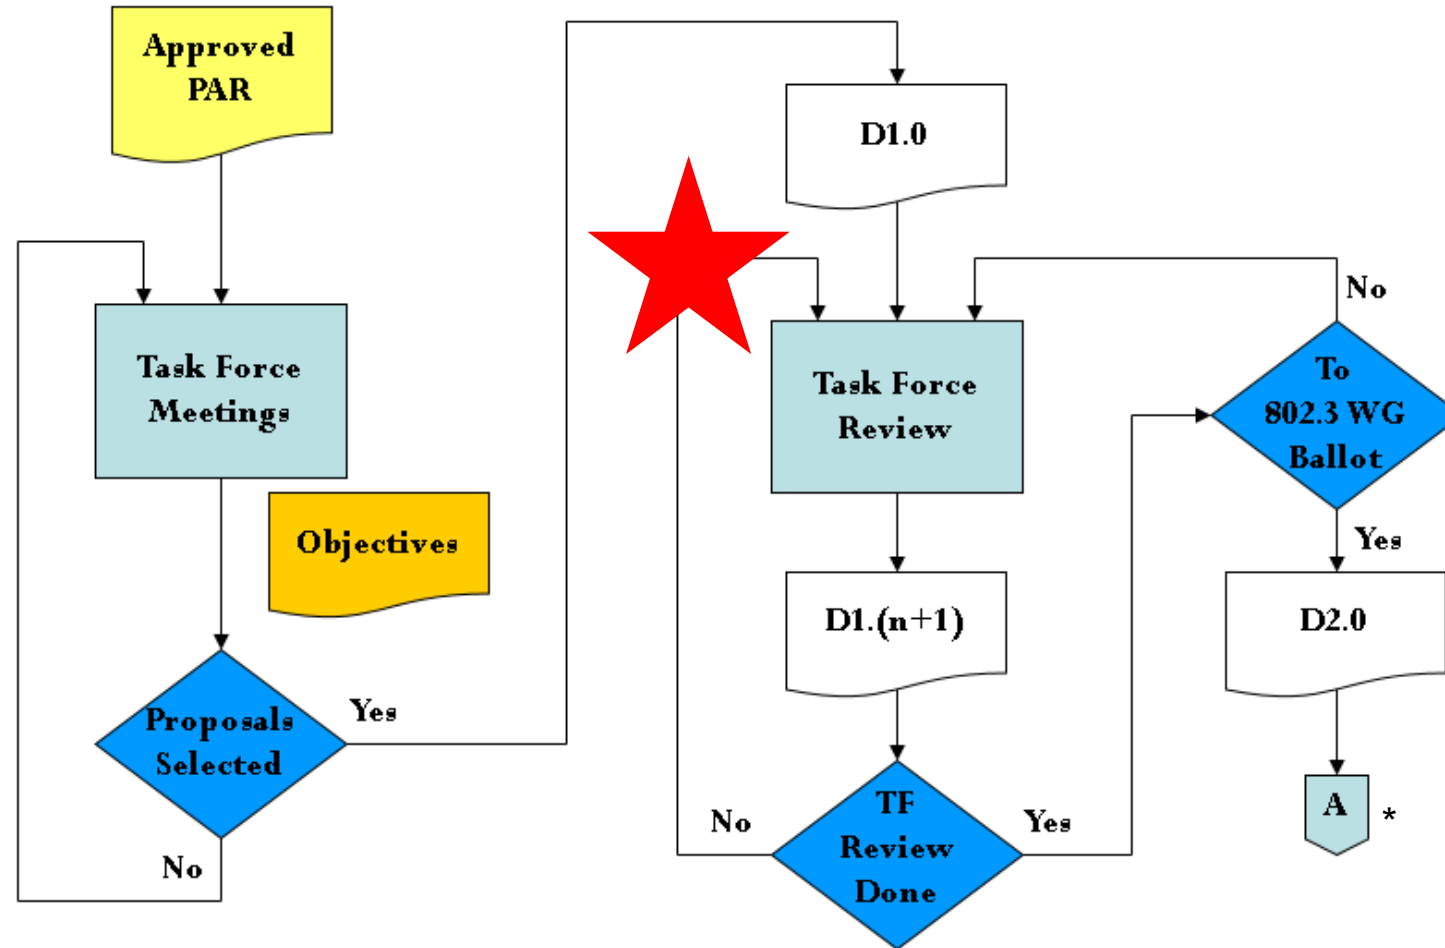 Approved
PAR
Task Force
Meetings
Objectives
Proposals
Selected
Yes
No
D1.0
Task Force
Review
D1.(n+1)
TF
Review
Done
No
Yes
To
802.3 WG
Ballot
No
Yes
D2.0
A *